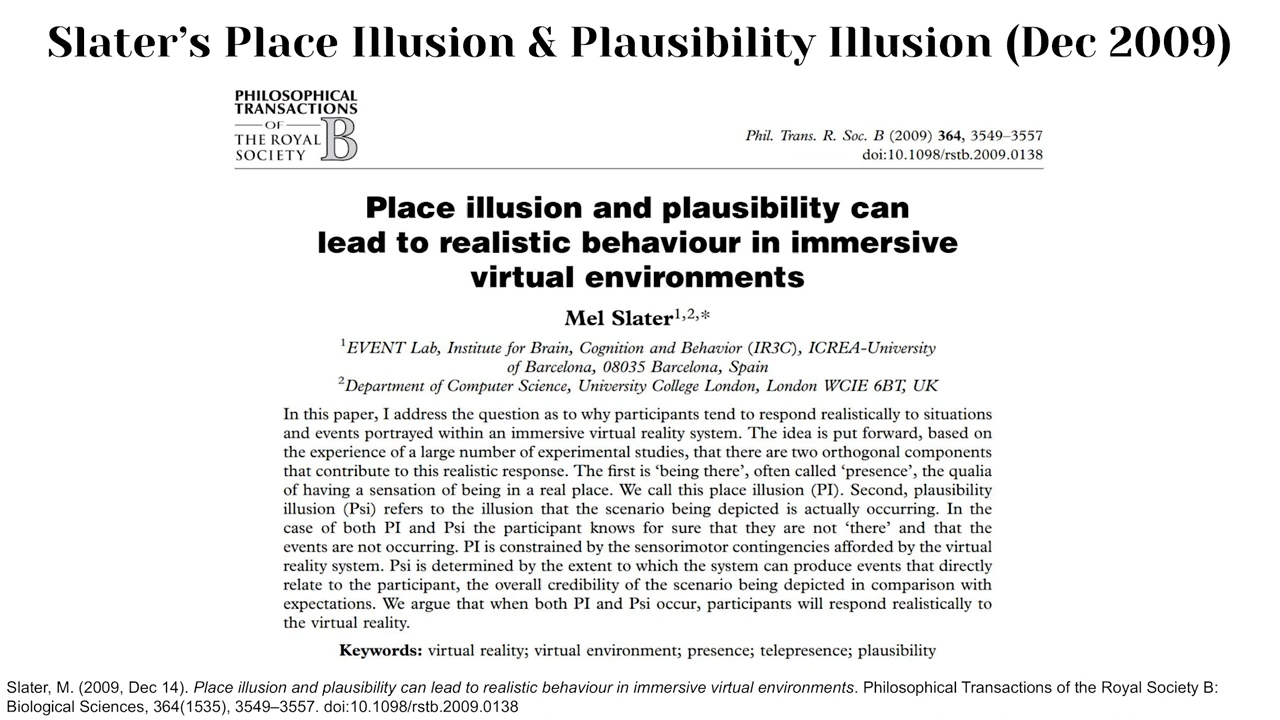 Slater’s Place Illusion & Plausibility Illusion (Dec 2009)
PHILOSOPHICAL
TRANSACTIONS
OF
THE ROYAL
SOCIETY
B
Phil. Trans. R. Soc. B (2009) 364, 3549–3557
doi:10.1098/rstb.2009.0138
Place illusion and plausibility can
lead to realistic behaviour in immersive
virtual environments
Mel Slater1,2,*
1EVENT Lab, Institute for Brain, Cognition and Behavior (IR3C), ICREA-University
of Barcelona, 08035 Barcelona, Spain
2Department of Computer Science, University College London, London WCIE 6BT, UK
In this paper, I address the question as to why participants tend to respond realistically to situations
and events portrayed within an immersive virtual reality system. The idea is put forward, based on
the experience of a large number of experimental studies, that there are two orthogonal components
that contribute to this realistic response. The first is ‘being there’, often called ‘presence’, the qualia
of having a sensation of being in a real place. We call this place illusion (PI). Second, plausibility
illusion (Psi) refers to the illusion that the scenario being depicted is actually occurring. In the
case of both PI and Psi the participant knows for sure that they are not ‘there’ and that the
events are not occurring. PI is constrained by the sensorimotor contingencies afforded by the virtual
reality system. Psi is determined by the extent to which the system can produce events that directly
relate to the participant, the overall credibility of the scenario being depicted in comparison with
expectations. We argue that when both PI and Psi occur, participants will respond realistically to
the virtual reality.
Keywords: virtual reality; virtual environment; presence; telepresence; plausibility
Slater, M. (2009, Dec 14). Place illusion and plausibility can lead to realistic behaviour in immersive virtual environments. Philosophical Transactions of the Royal Society B:
Biological Sciences, 364(1535), 3549–3557. doi:10.1098/rstb.2009.0138